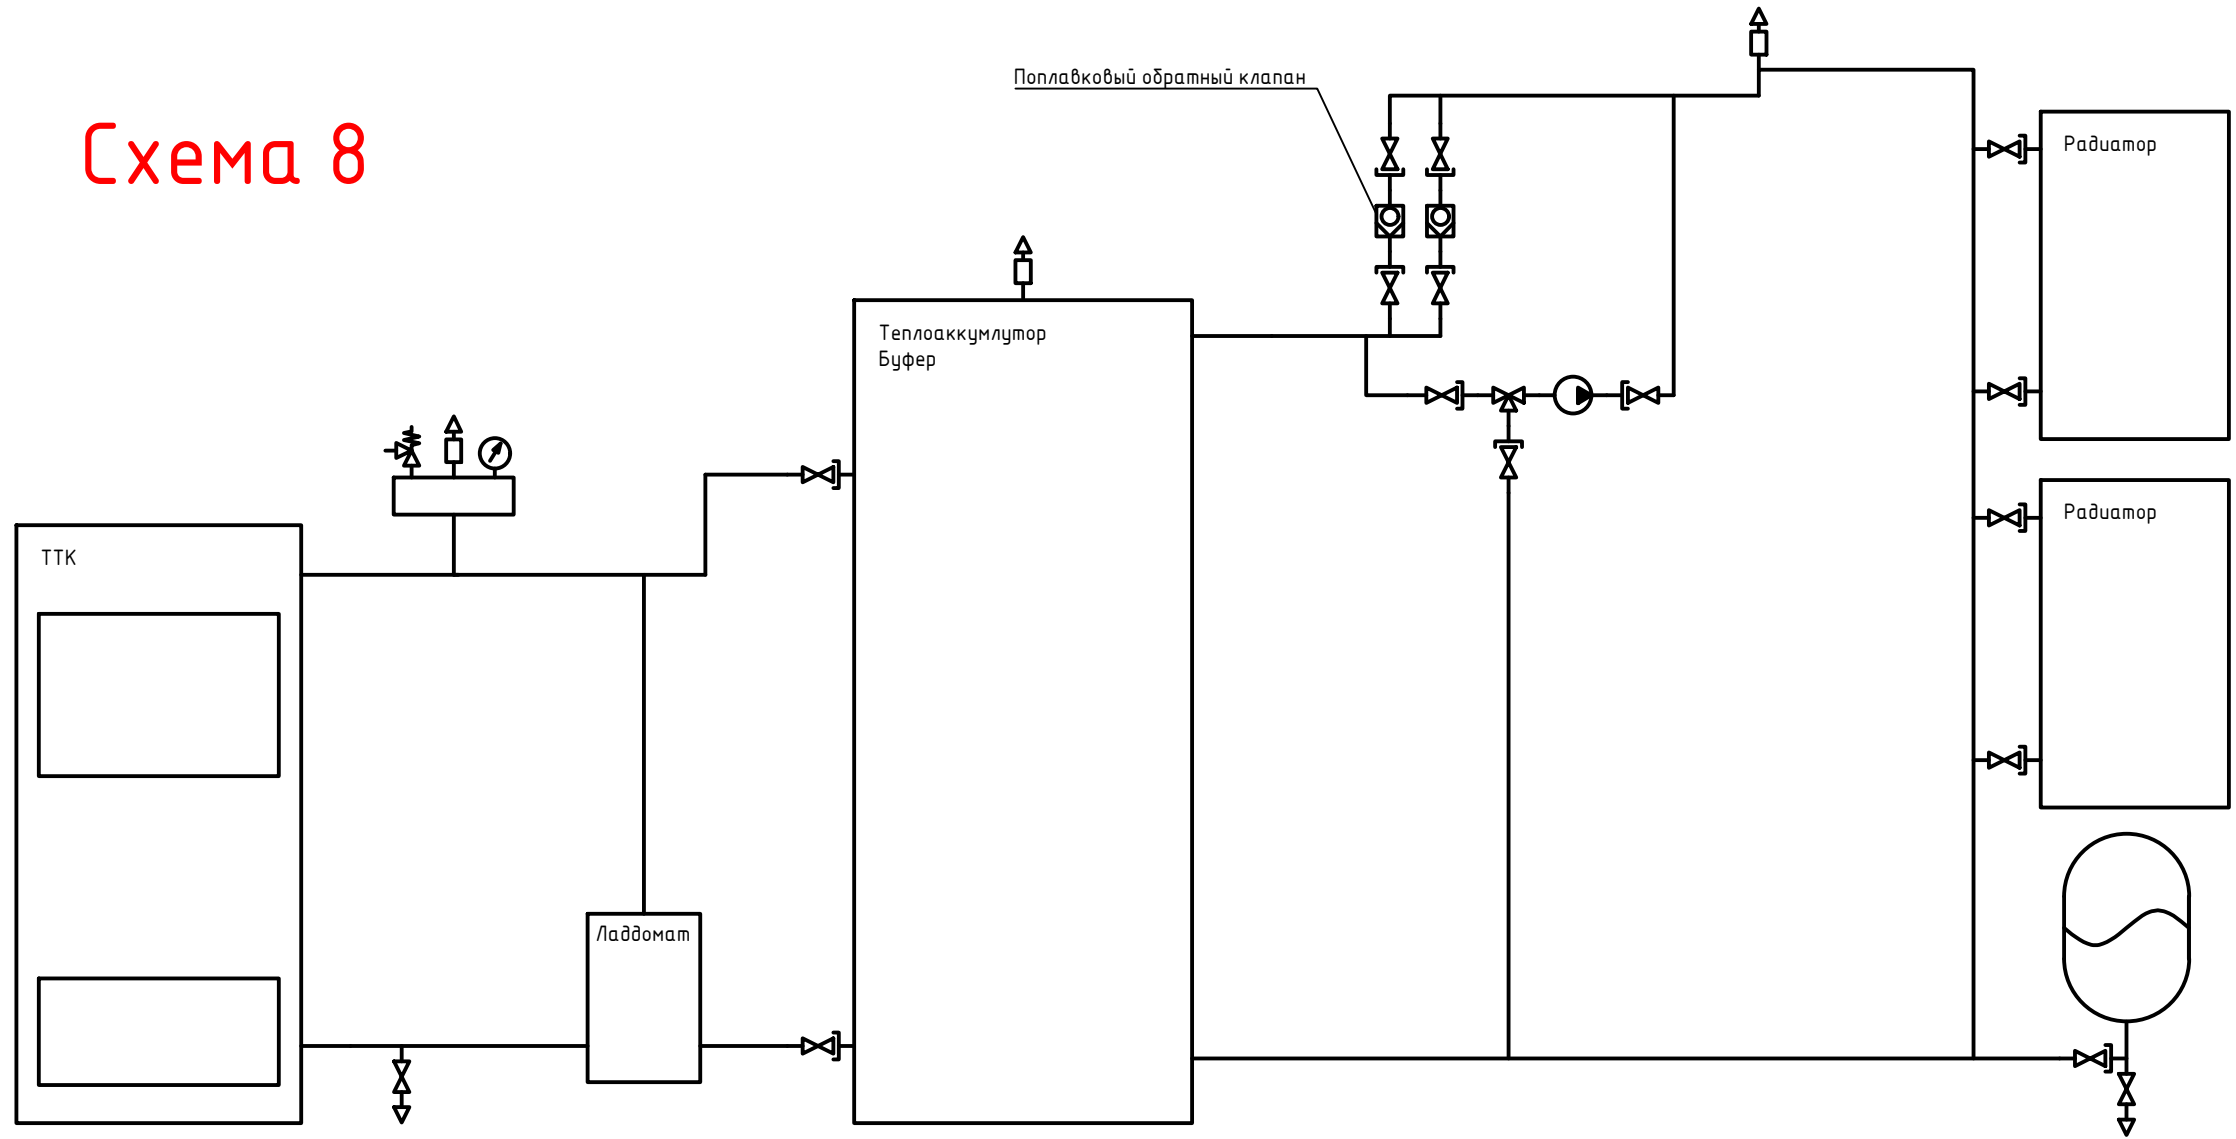 Поплавковый обратный клапан
Схема 8
Радиатор
Теплоаккумлутор
Буфер
Радиатор
ТТК
Ладдомат